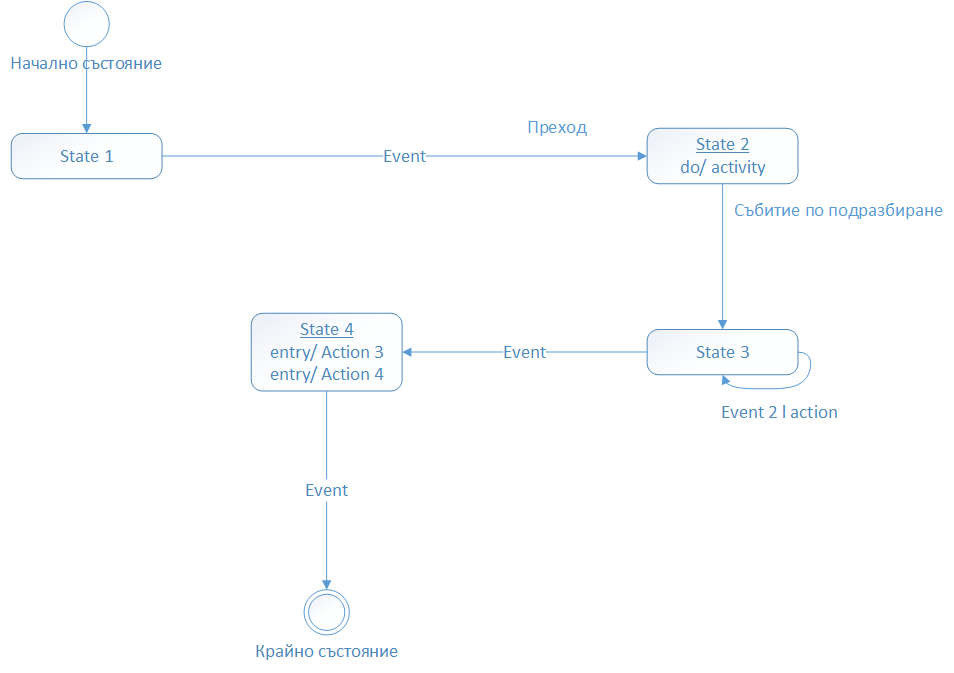 Начално състояние
Преход
State 1
Event
State 2
do/ activity
Събитие по подразбиране
State 4
entry/ Action 3
entry/ Action 4
Event
State 3
Event 2 l action
Event
Крайно състояние